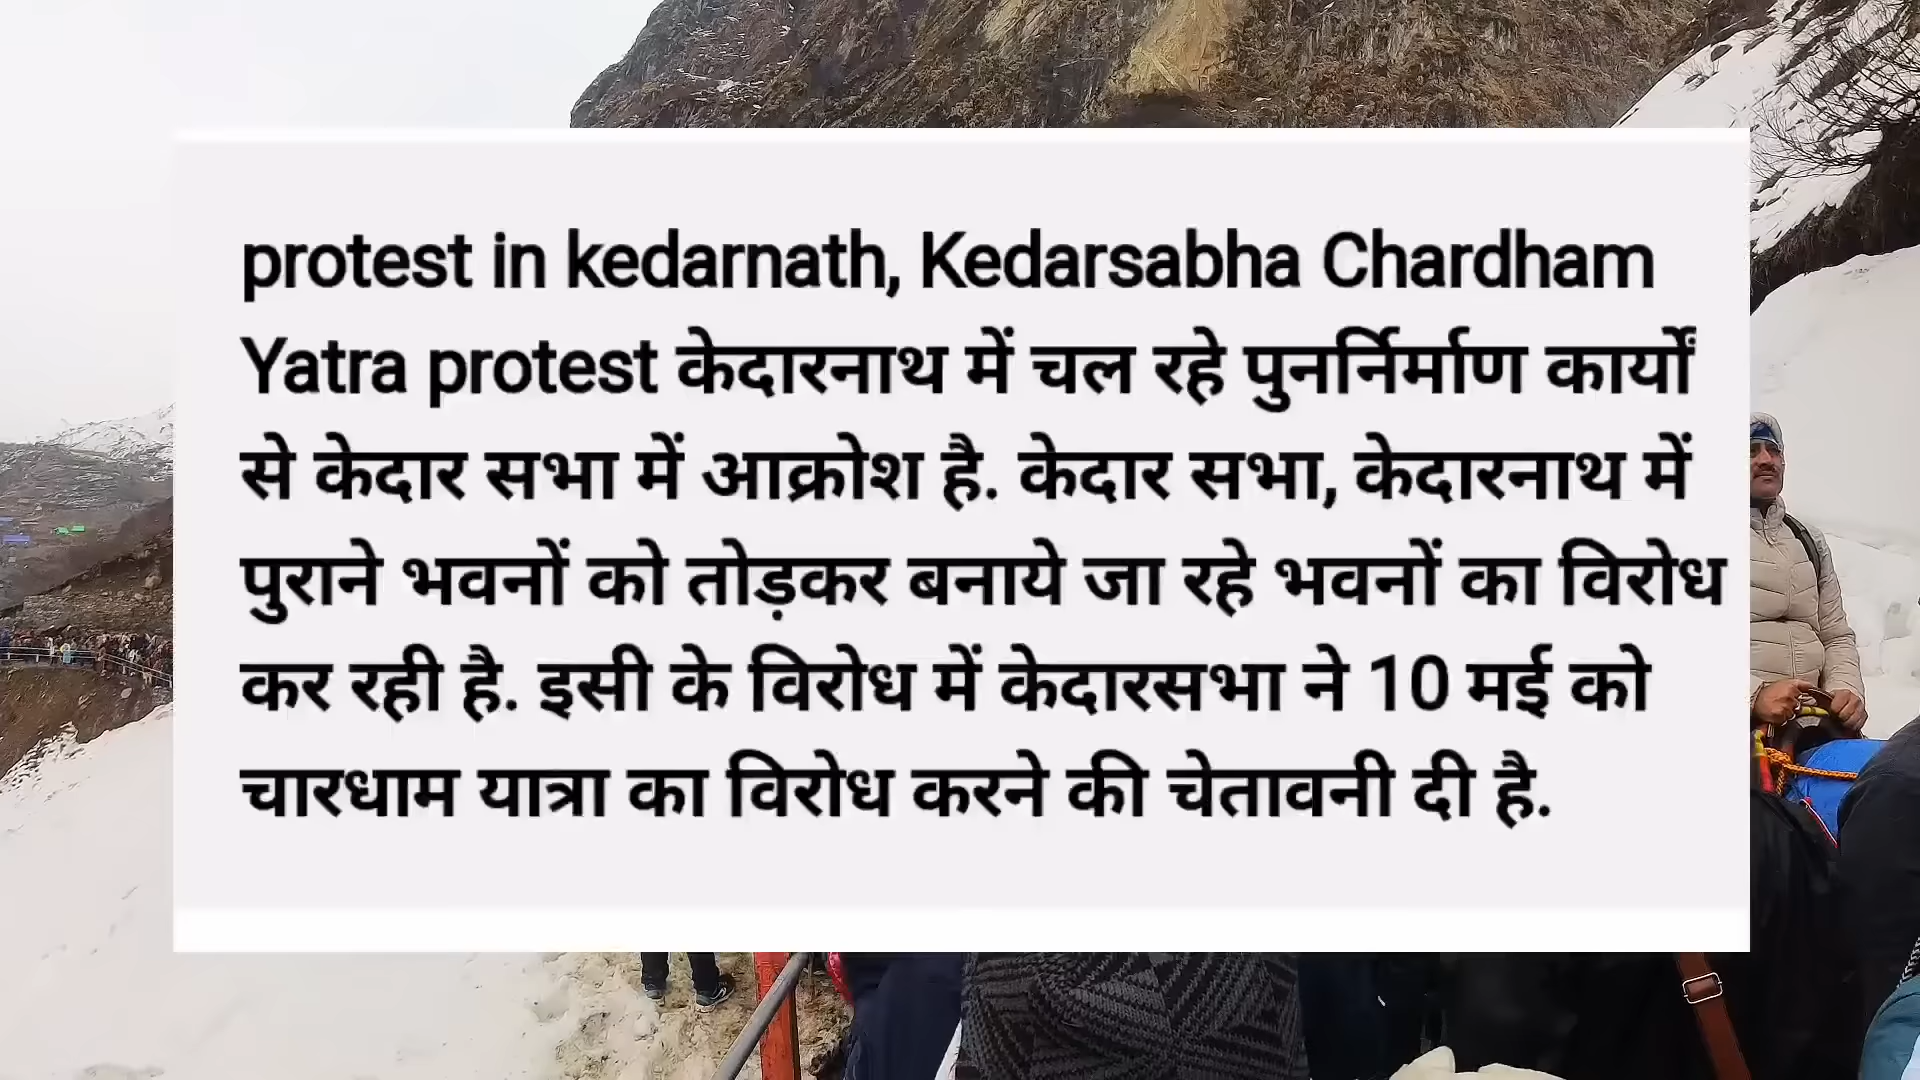 protest in kedarnath, Kedarsabha Chardham
Yatra protest केदारनाथ में चल रहे पुनर्निर्माण कार्यों
से केदार सभा में आक्रोश है. केदार सभा, केदारनाथ में
पुराने भवनों को तोड़कर बनाये जा रहे भवनों का विरोध
कर रही है. इसी के विरोध में केदारसभा ने 10 मई को
चारधाम यात्रा का विरोध करने की चेतावनी दी है.